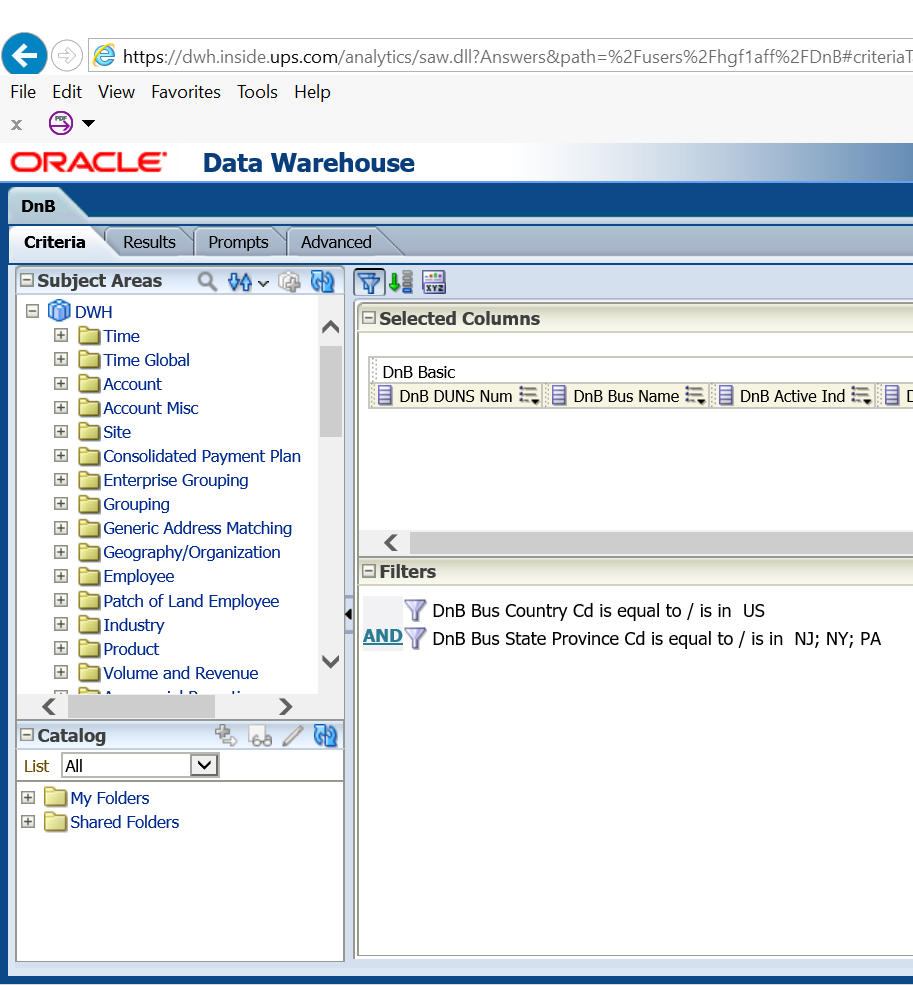 https://dwh.inside.ups.com/analytics/saw.dll?Answers&path=%2Fusers%2Fhgf1aff%2FDnB#criteriaT
File Edit View Favorites Tools Help
x PDF
ORACLE Data Warehouse
DnB
Criteria Results Prompts Advanced
Subject Areas
DWH
Time
Time Global
Account
Account Misc
Site
Consolidated Payment Plan
Enterprise Grouping
Grouping
Generic Address Matching
Geography/Organization
Employee
Patch of Land Employee
Industry
Product
Volume and Revenue
Catalog
List All
My Folders
Shared Folders
XYZ
Selected Columns
DnB Basic
DnB DUNS Num DnB Bus Name DnB Active Ind
Filters
DnB Bus Country Cd is equal to / is in US
AND DnB Bus State Province Cd is equal to / is in NJ; NY; PA